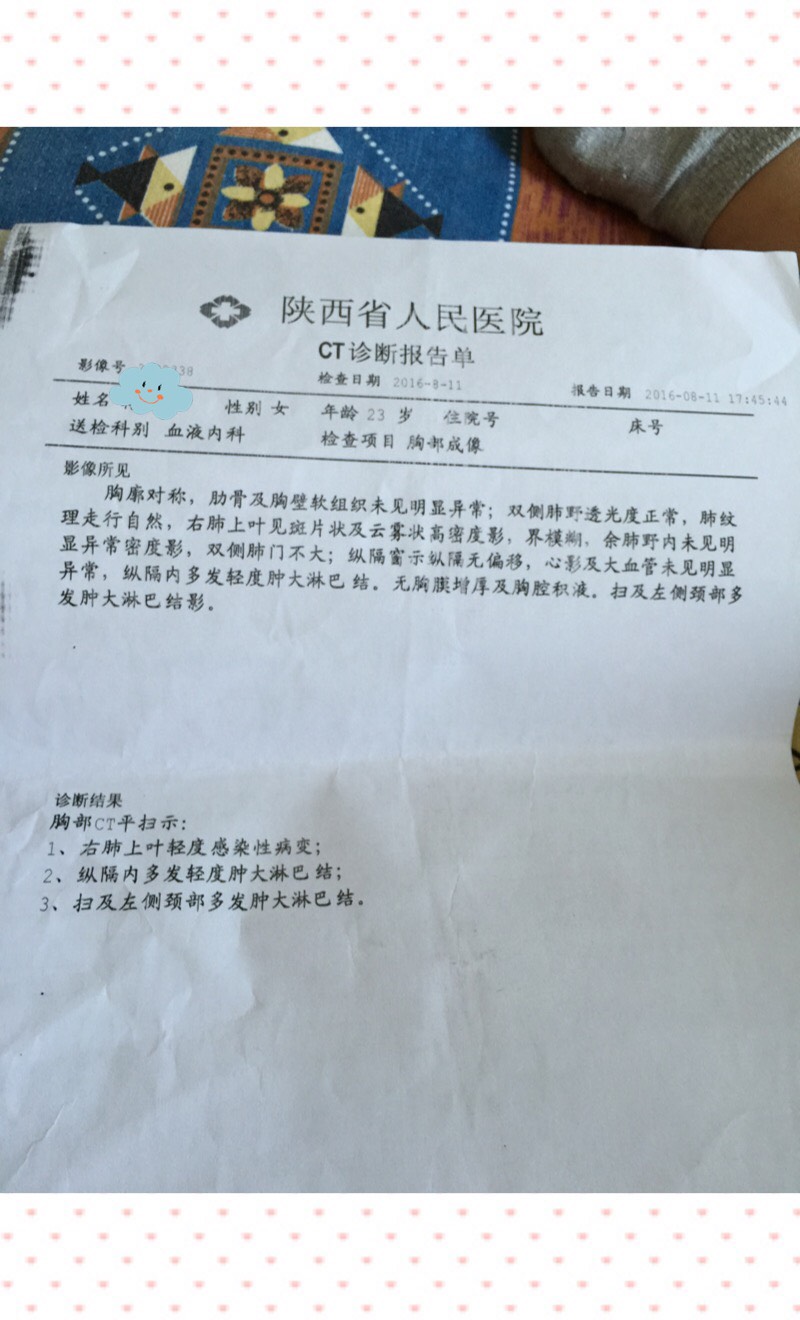 陕西省人民医院
CT诊断报告单
影像号 338
检查日期 2016-8-11
报告日期 2016-08-11 17:45:44
姓名 性别 女 年龄 23 岁 住院号 床号
送检科别 血液内科 检查项目 胸部成像
影像所见
胸廓对称，肋骨及胸壁软组织未见明显异常；双侧肺野透光度正常，肺纹
理走行自然，右肺上叶见斑片状及云雾状高密度影，界模糊，余肺野内未见明
显异常密度影，双侧肺门不大；纵隔窗示纵隔无偏移，心影及大血管未见明显
异常，纵隔内多发轻度肿大淋巴 结。无胸膜增厚及胸腔积液。扫及左侧颈部多
发肿大淋巴结影。
诊断结果
胸部CT平扫示：
1、右肺上叶轻度感染性病变；
2、纵隔内多发轻度肿大淋巴 结；
3、扫及左侧颈部多发肿大淋巴结。